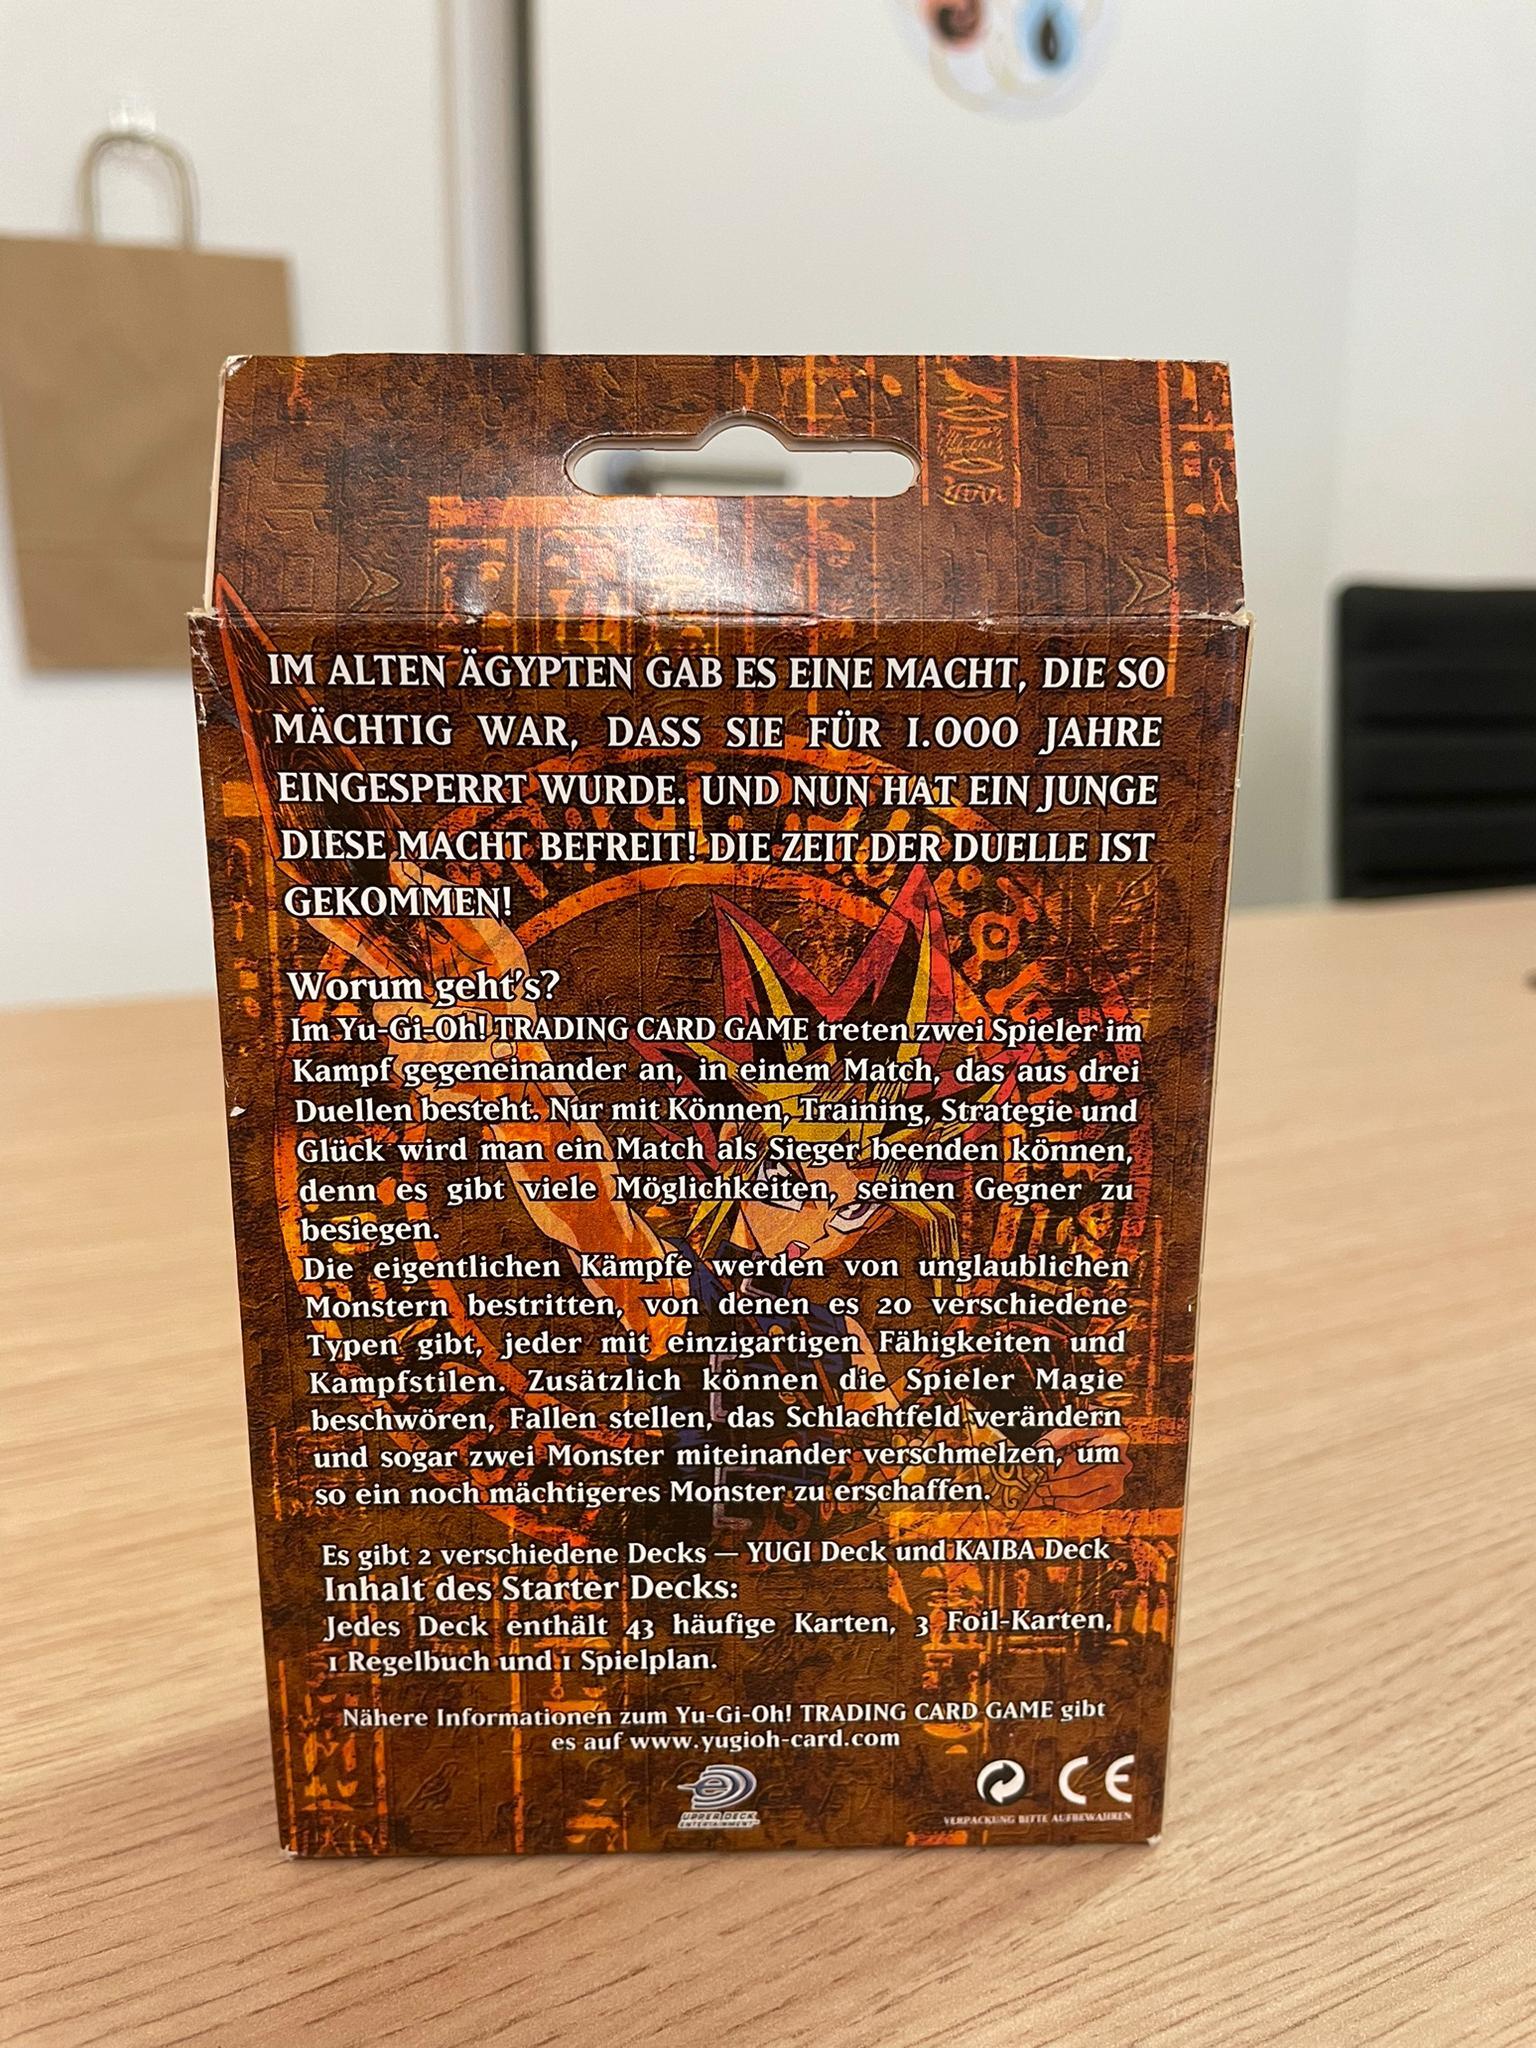 IM ALTEN ÄGYPTEN GAB ES EINE MACHT, DIE SO
MÄCHTIG WAR, DASS SIE FÜR 1.000 JAHRE
EINGESPERRT WURDE. UND NUN HAT EIN JUNGE
DIESE MACHT BEFREIT! DIE ZEIT DER DUELLE IST
GEKOMMEN!
Worum geht's?
Im Yu-Gi-Oh! TRADING CARD GAME treten zwei Spieler im
Kampf gegeneinander an, in einem Match, das aus drei
Duellen besteht. Nur mit Können, Training, Strategie und
Glück wird man ein Match als Sieger beenden können,
denn es gibt viele Möglichkeiten, seinen Gegner zu
besiegen.
Die eigentlichen Kämpfe werden von unglaublichen
Monstern bestritten, von denen es 20 verschiedene
Typen gibt, jeder mit einzigartigen Fähigkeiten und
Kampfstilen. Zusätzlich können die Spieler Magie
beschwören, Fallen stellen, das Schlachtfeld verändern
und sogar zwei Monster miteinander verschmelzen, um
so ein noch mächtigeres Monster zu erschaffen.
Es gibt 2 verschiedene Decks — YUGI Deck und KAIBA Deck
Inhalt des Starter Decks:
Jedes Deck enthält 43 häufige Karten, 3 Foil-Karten,
1 Regelbuch und 1 Spielplan.
Nähere Informationen zum Yu-Gi-Oh! TRADING CARD GAME gibt
es auf www.yugioh-card.com
UPPER DECK
ENTERTAINMENT
CE
VERPACKUNG BITTE AUFBEWAHREN